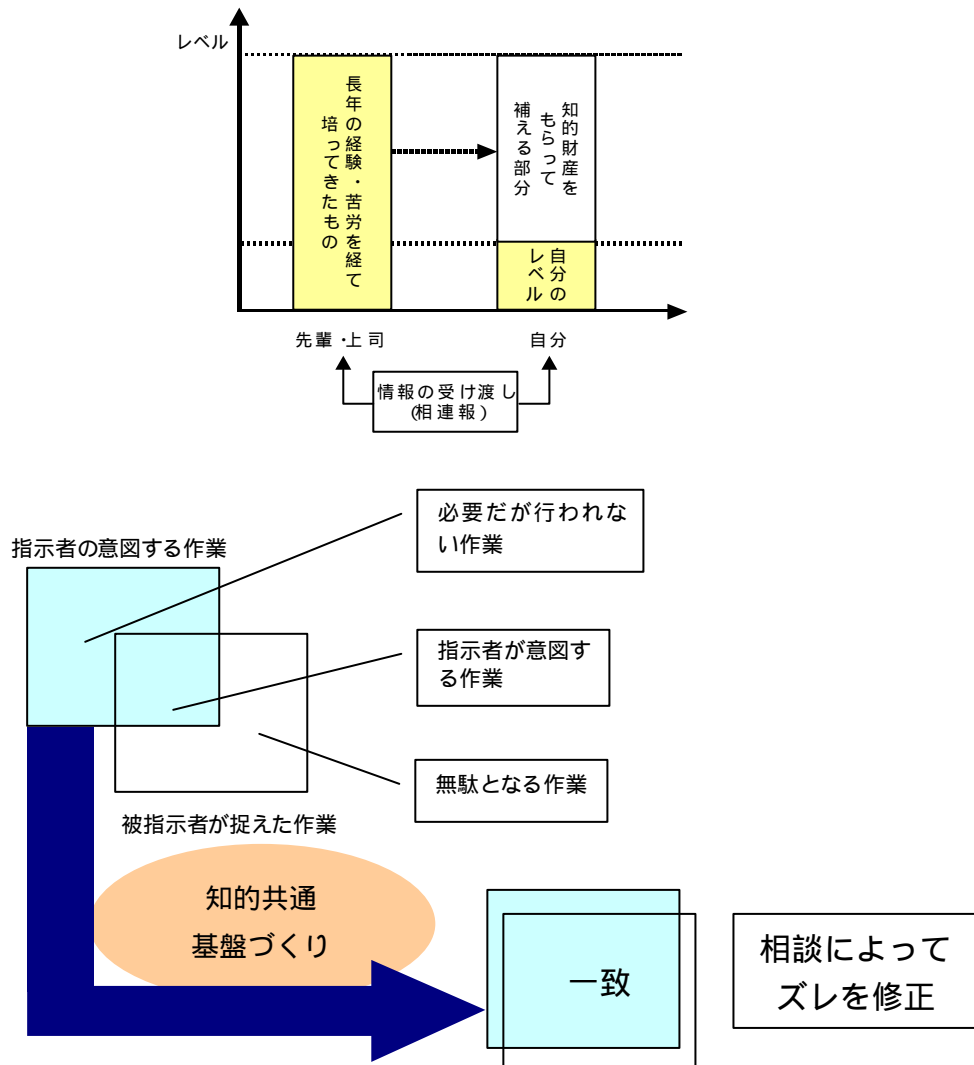 レベル
長年の経験・苦労を経て
培ってきたもの
知的財産を
もらって
補える部分
自分の
レベル
先輩・上司
自分
情報の受け渡し
(相連報)
指示者の意図する作業
必要だが行われな
い作業
指示者が意図す
る作業
無駄となる作業
被指示者が捉えた作業
知的共通
基盤づくり
一致
相談によって
ズレを修正